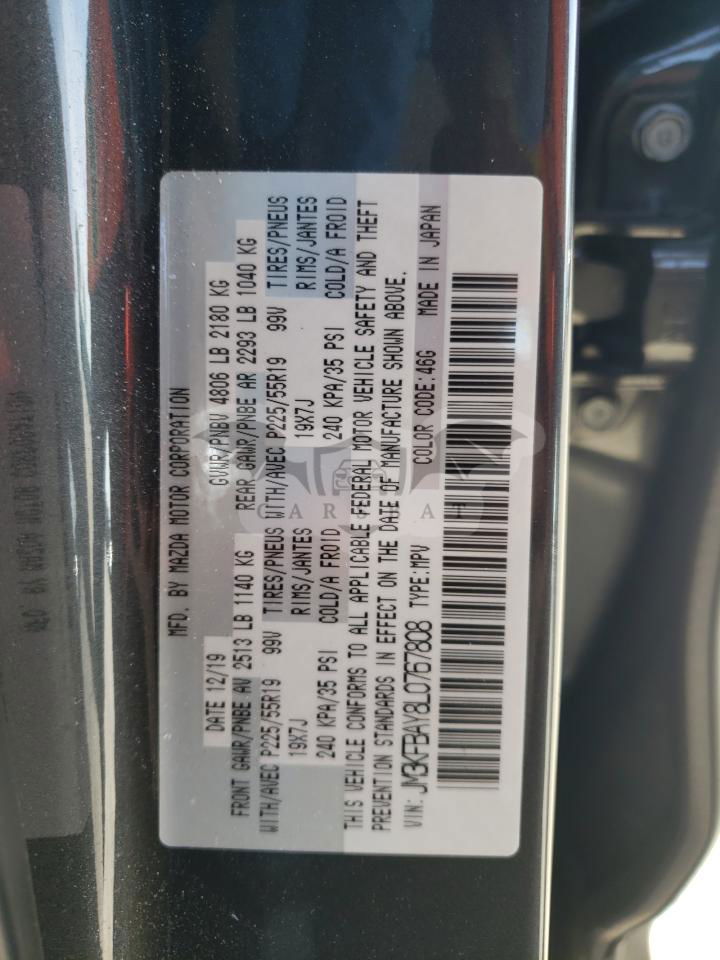 MFD. BY MAZDA MOTOR CORPORATION
DATE 12/19 GVWR/PNBV 4806 LB 2180 KG
FRONT GAWR/PNBE AV 2513 LB 1140 KG REAR GAWR/PNBE AR 2293 LB 1040 KG
WITH/AVEC P225/55R19 99V TIRES/PNEUS WITH/AVEC P225/55R19 99V TIRES/PNEUS
19X7J RIMS/JANTES 19X7J RIMS/JANTES
240 KPA/35 PSI COLD/A FROID 240 KPA/35 PSI COLD/A FROID
THIS VEHICLE CONFORMS TO ALL APPLICABLE FEDERAL MOTOR VEHICLE SAFETY AND THEFT
PREVENTION STANDARDS IN EFFECT ON THE DATE OF MANUFACTURE SHOWN ABOVE.
VIN: JM3KFBAY8L0767808 TYPE:MPV COLOR CODE:46G MADE IN JAPAN